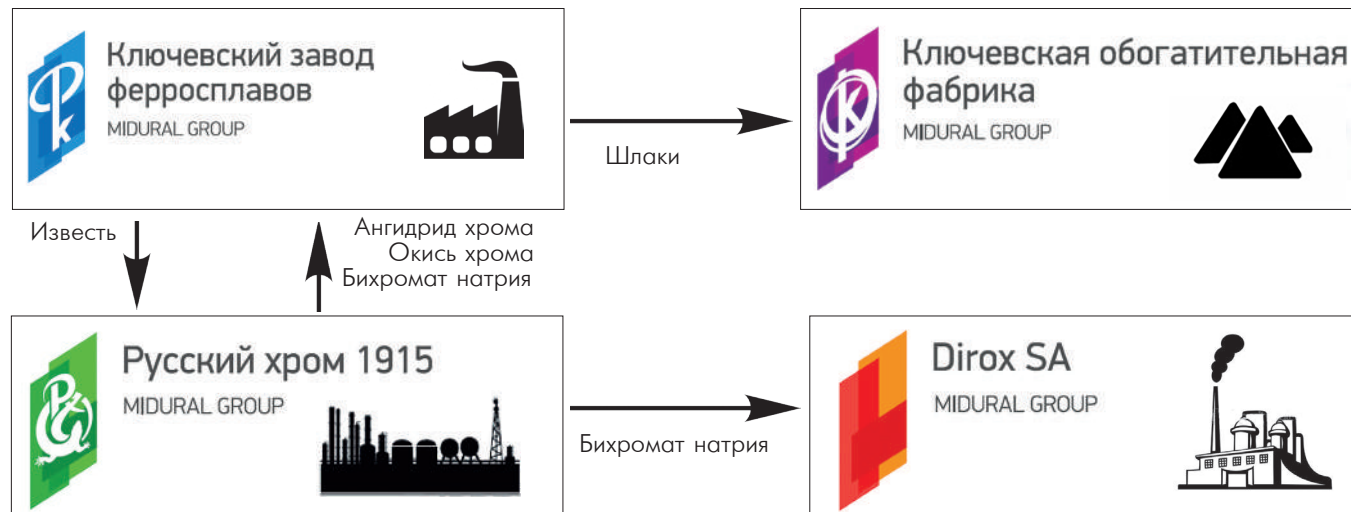 Ключевский завод
ферросплавов
MIDURAL GROUP
Ключевская обогатительная
фабрика
MIDURAL GROUP
Шлаки
Известь
Ангидрид хрома
Окись хрома
Бихромат натрия
Русский хром 1915
MIDURAL GROUP
Dirox SA
MIDURAL GROUP
Бихромат натрия